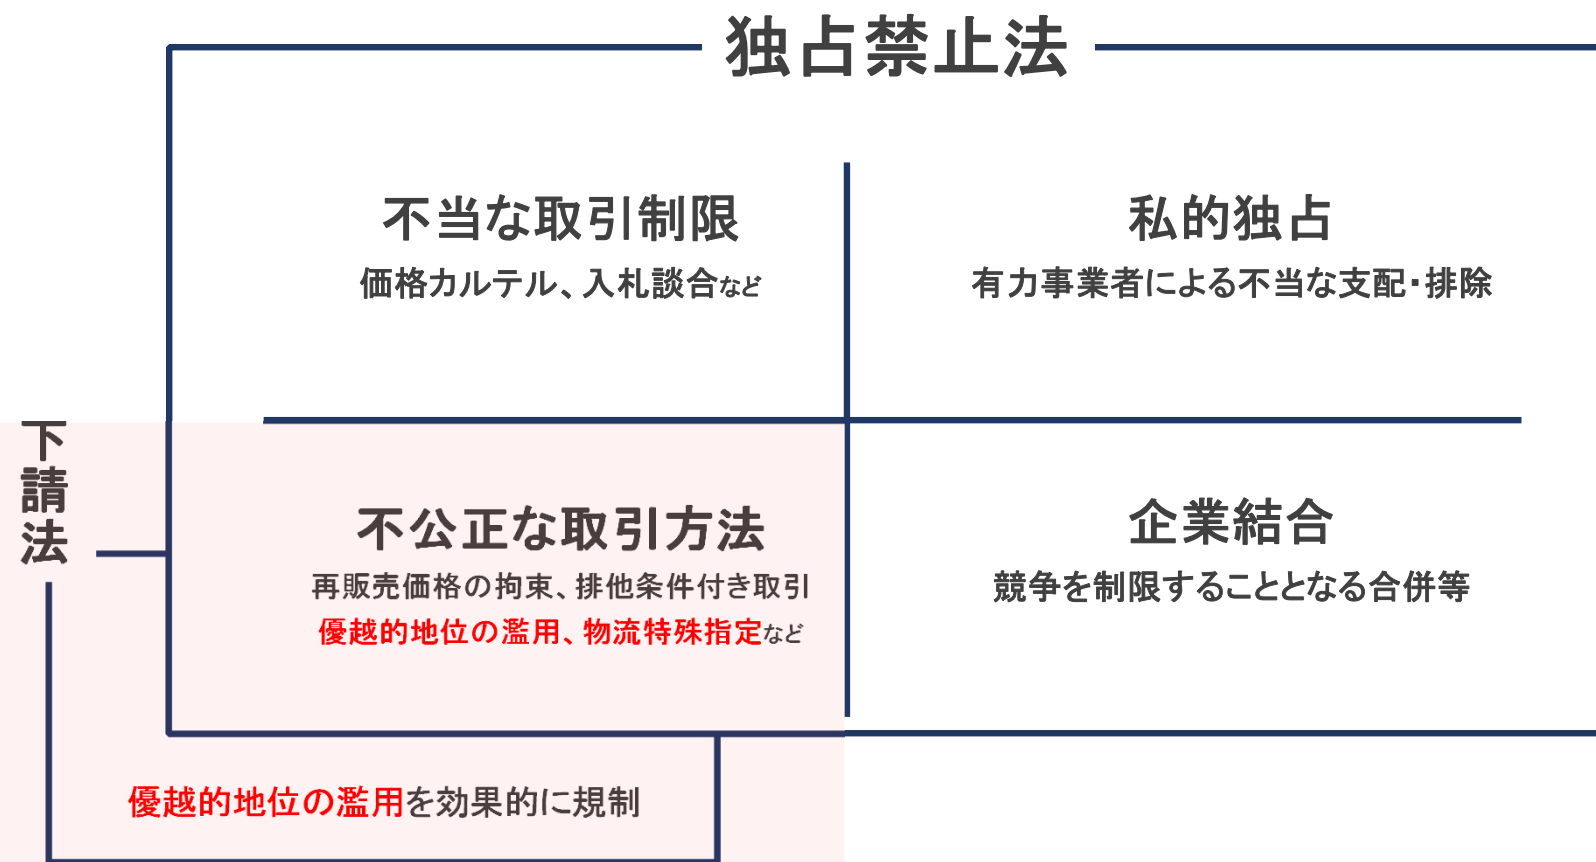 独占禁止法
不当な取引制限
価格カルテル、入札談合など
私的独占
有力事業者による不当な支配・排除
下請法
不公正な取引方法
再販売価格の拘束、排他条件付き取引
優越的地位の濫用、物流特殊指定など
企業結合
競争を制限することとなる合併等
優越的地位の濫用を効果的に規制